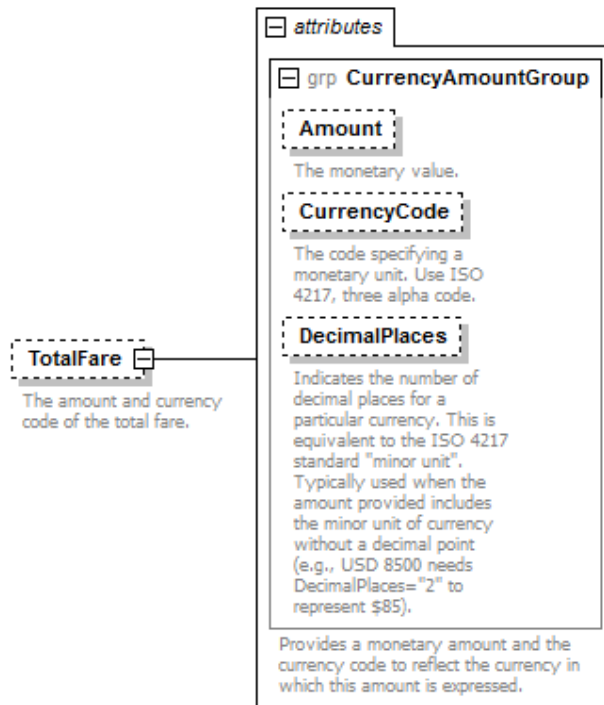 attributes
grp CurrencyAmountGroup
Amount
The monetary value.
CurrencyCode
The code specifying a
monetary unit. Use ISO
4217, three alpha code.
DecimalPlaces
Indicates the number of
decimal places for a
particular currency. This is
equivalent to the ISO 4217
standard "minor unit".
Typically used when the
amount provided includes
the minor unit of currency
without a decimal point
(e.g., USD 8500 needs
DecimalPlaces="2" to
represent $85).
Provides a monetary amount and the
currency code to reflect the currency in
which this amount is expressed.
TotalFare
The amount and currency
code of the total fare.